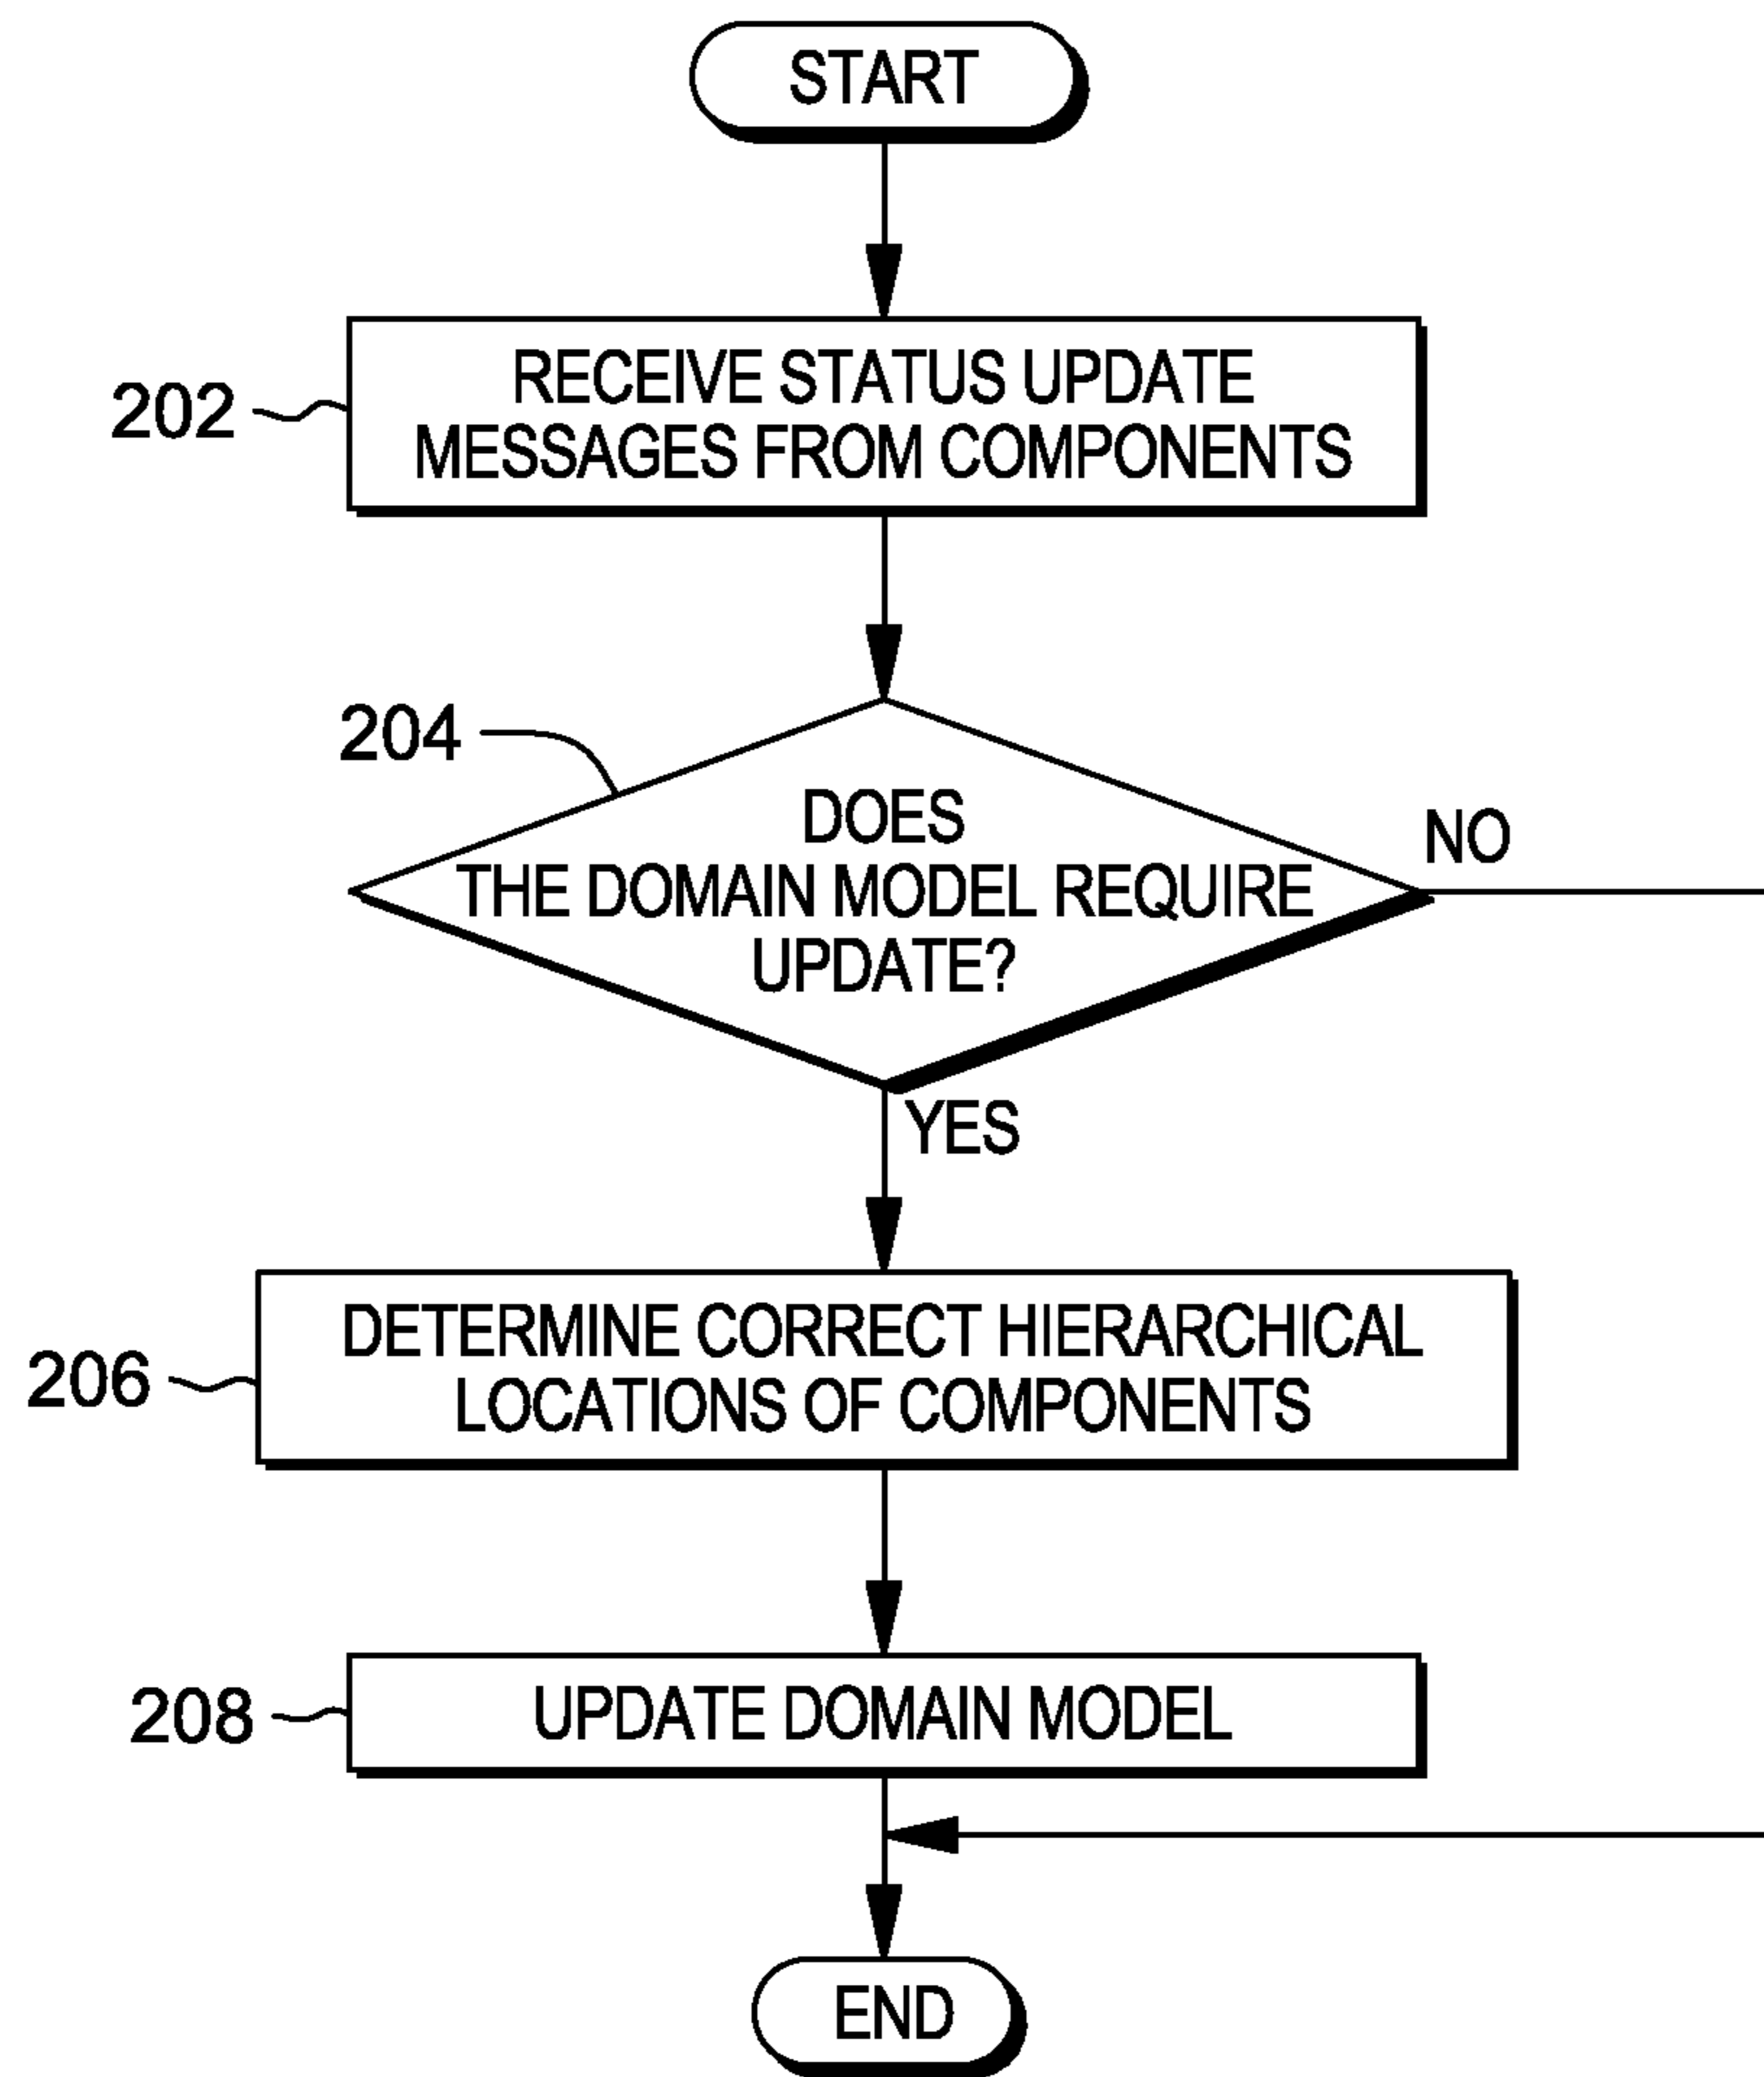 START
202
RECEIVE STATUS UPDATE
MESSAGES FROM COMPONENTS
204
DOES
THE DOMAIN MODEL REQUIRE
UPDATE?
NO
YES
206
DETERMINE CORRECT HIERARCHICAL
LOCATIONS OF COMPONENTS
208
UPDATE DOMAIN MODEL
END